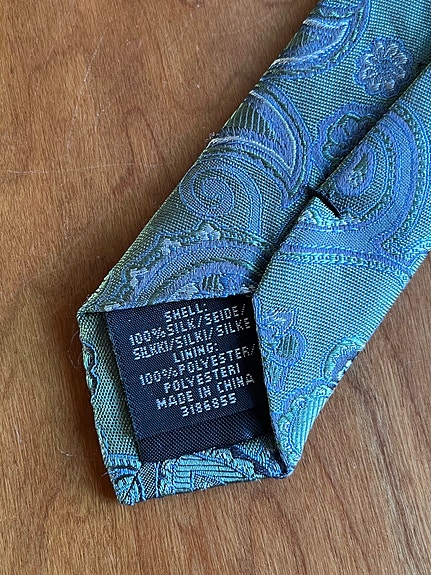 SHELL:
100%SILK/SEIDE/
SILKKI/SILKI/SILKE
LINING:
100%POLYESTER/
POLYESTERI
MADE IN CHINA
3186855